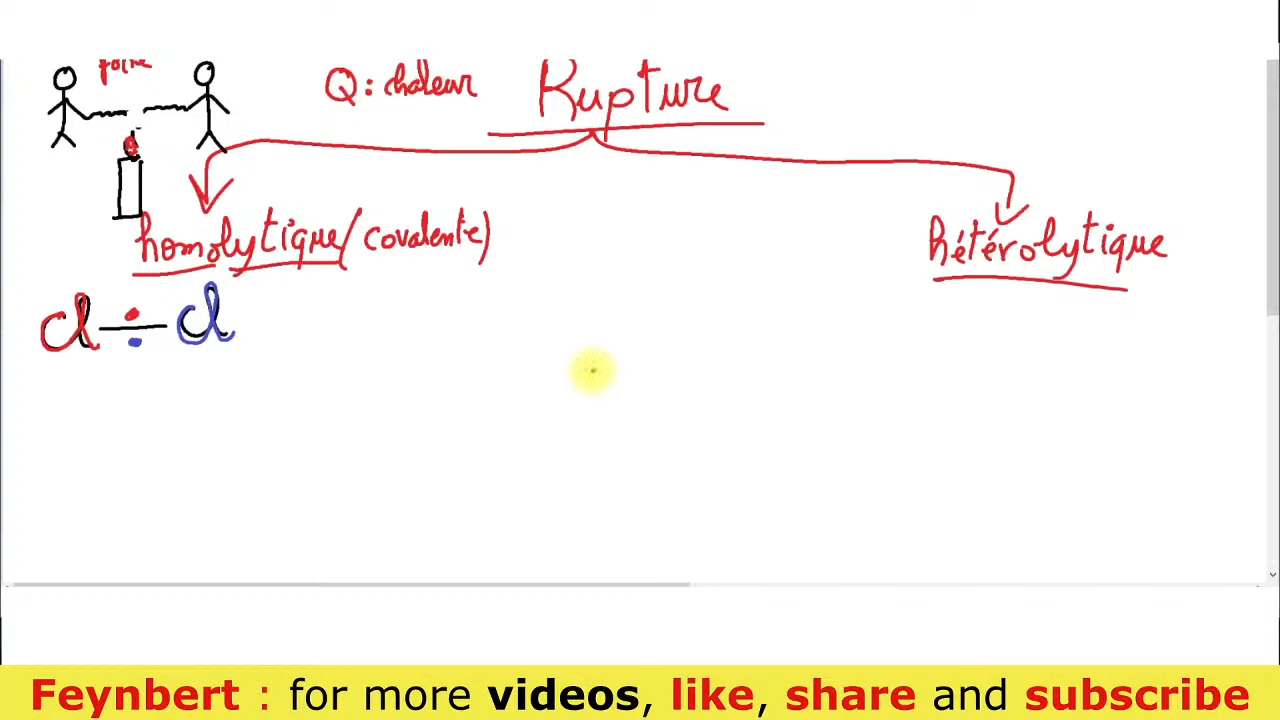 Q : chaleur Rupture
homolytique/covalente) hétérolytique
Cl Cl
Feynbert : for more videos, like, share and subscribe